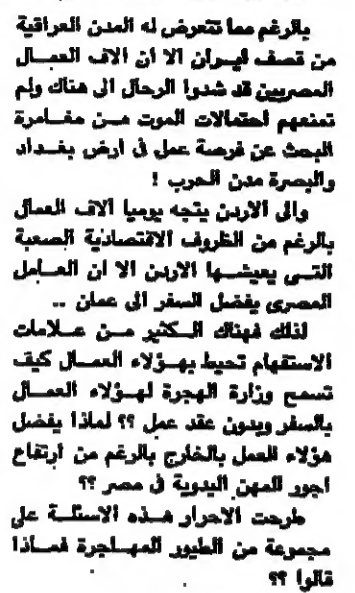 بالرغم مما تتعرض له المدن العراقية
من قصف ايران الا ان الاف العمال
المصريين قد شدوا الرحال الى هناك ولم
تمنعهم احتمالات الموت من مغامرة
البحث عن فرصة عمل فى ارض بغداد
والبصرة مدن الحرب !
والى الاردن يتجه يوميا الاف العمال
بالرغم من الظروف الاقتصادية الصعبة
التى يعيشها الاردن الا ان العامل
المصرى يفضل السفر الى عمان ..
لذلك فهناك الكثير من علامات
الاستفهام تحيط بهؤلاء العمال كيف
تسمح وزارة الهجرة لهؤلاء العمال
بالسفر وبدون عقد عمل ؟؟ لماذا يفضل
هؤلاء العمل بالخارج بالرغم من ارتفاع
اجور المهن اليدوية فى مصر ؟؟
طرحت الاحرار هذه الاسئلة على
مجموعة من الطيور المهاجرة فماذا
قالوا ؟؟